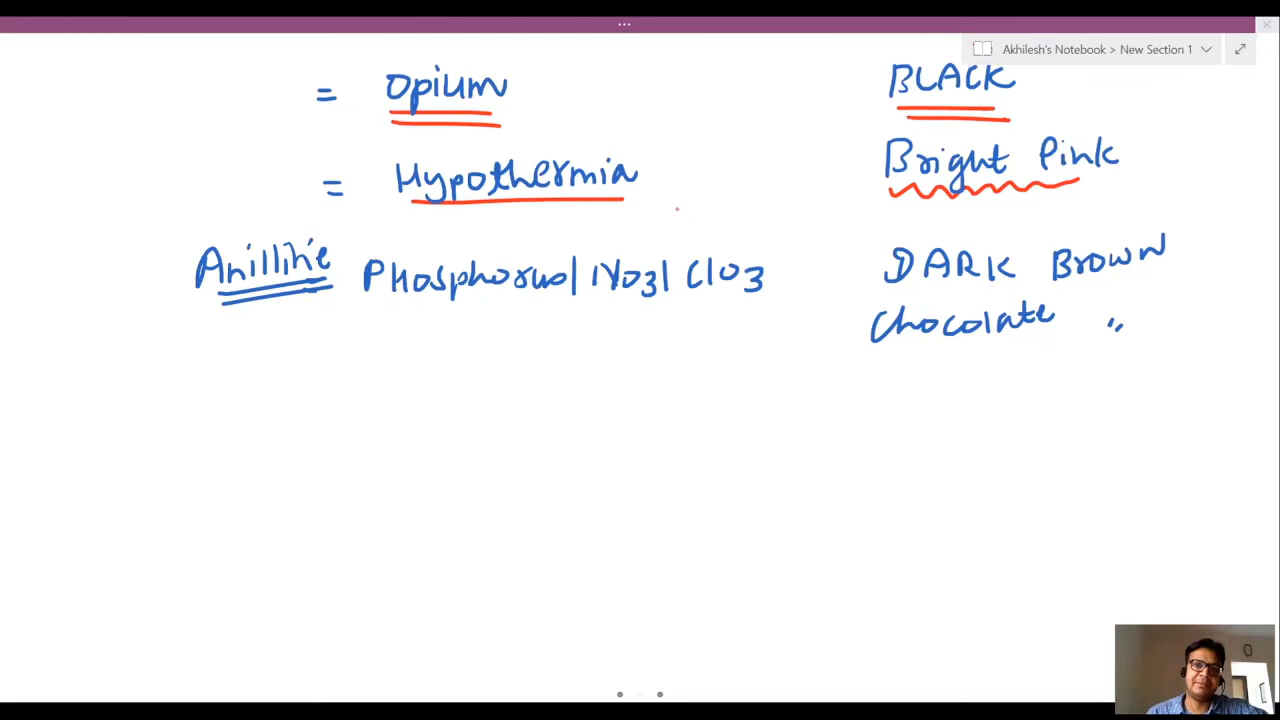 ...
Akhilesh's Notebook > New Section 1
= Opium BLACK
= Hypothermia Bright Pink
Anilline Phosphorus/ NO3/ ClO3 DARK Brown
Chocolate "